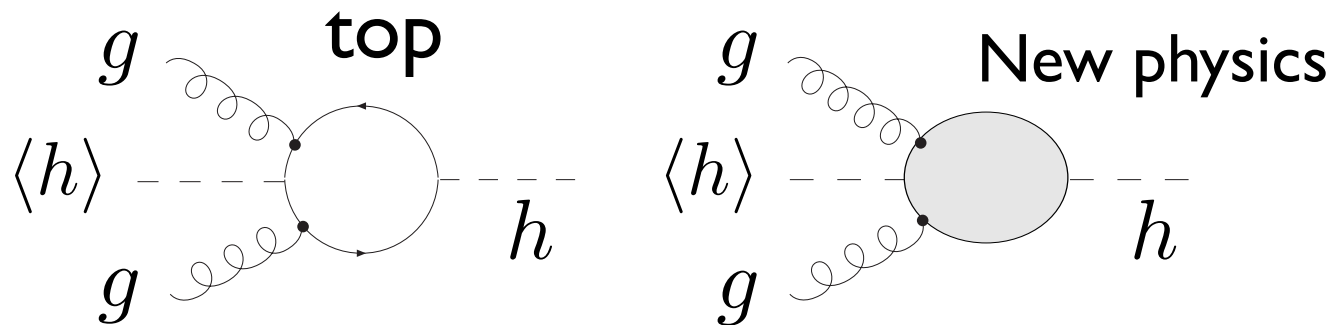 g top g New physics
⟨h⟩ ⟨h⟩
h h
g g